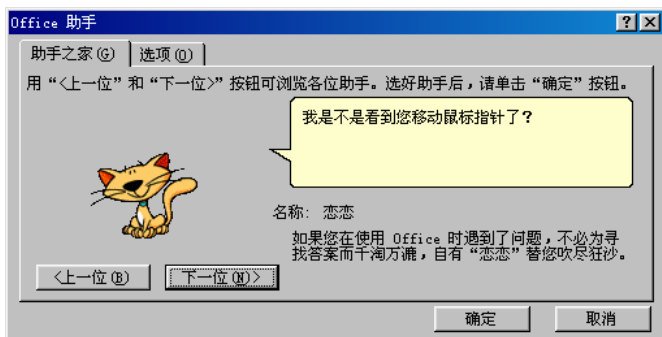 Office 助手
助手之家(G) 选项(O)
用“<上一位”和“下一位>”按钮可浏览各位助手。选好助手后，请单击“确定”按钮。
我是不是看到您移动鼠标指针了？
名称: 恋恋
如果您在使用 Office 时遇到了问题，不必为寻
找答案而千淘万漉，自有“恋恋”替您吹尽狂沙。
<上一位(B) 下一位(N)>
确定 取消